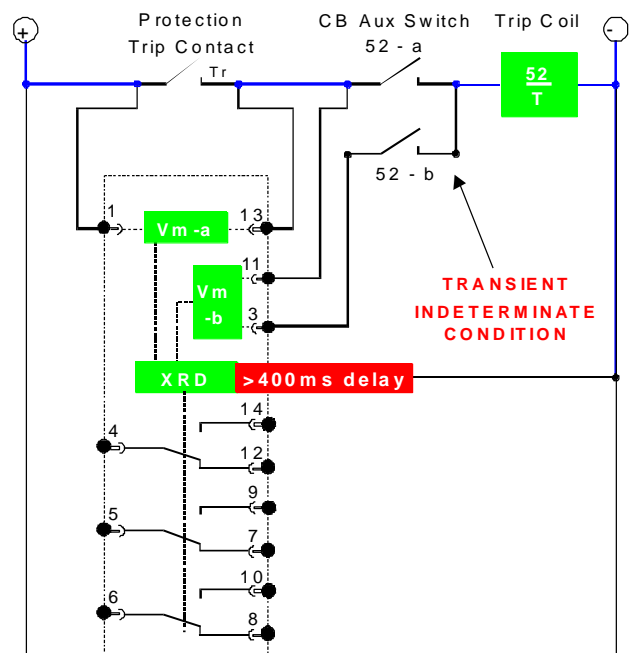 Protection
Trip Contact
CB Aux Switch
52 - a
Trip Coil
+
-
Tr
52
T
52 - b
1
13
Vm -a
11
Vm
-b
3
TRANSIENT
INDETERMINATE
CONDITION
XRD
>400ms delay
14
4
12
9
5
7
10
6
8